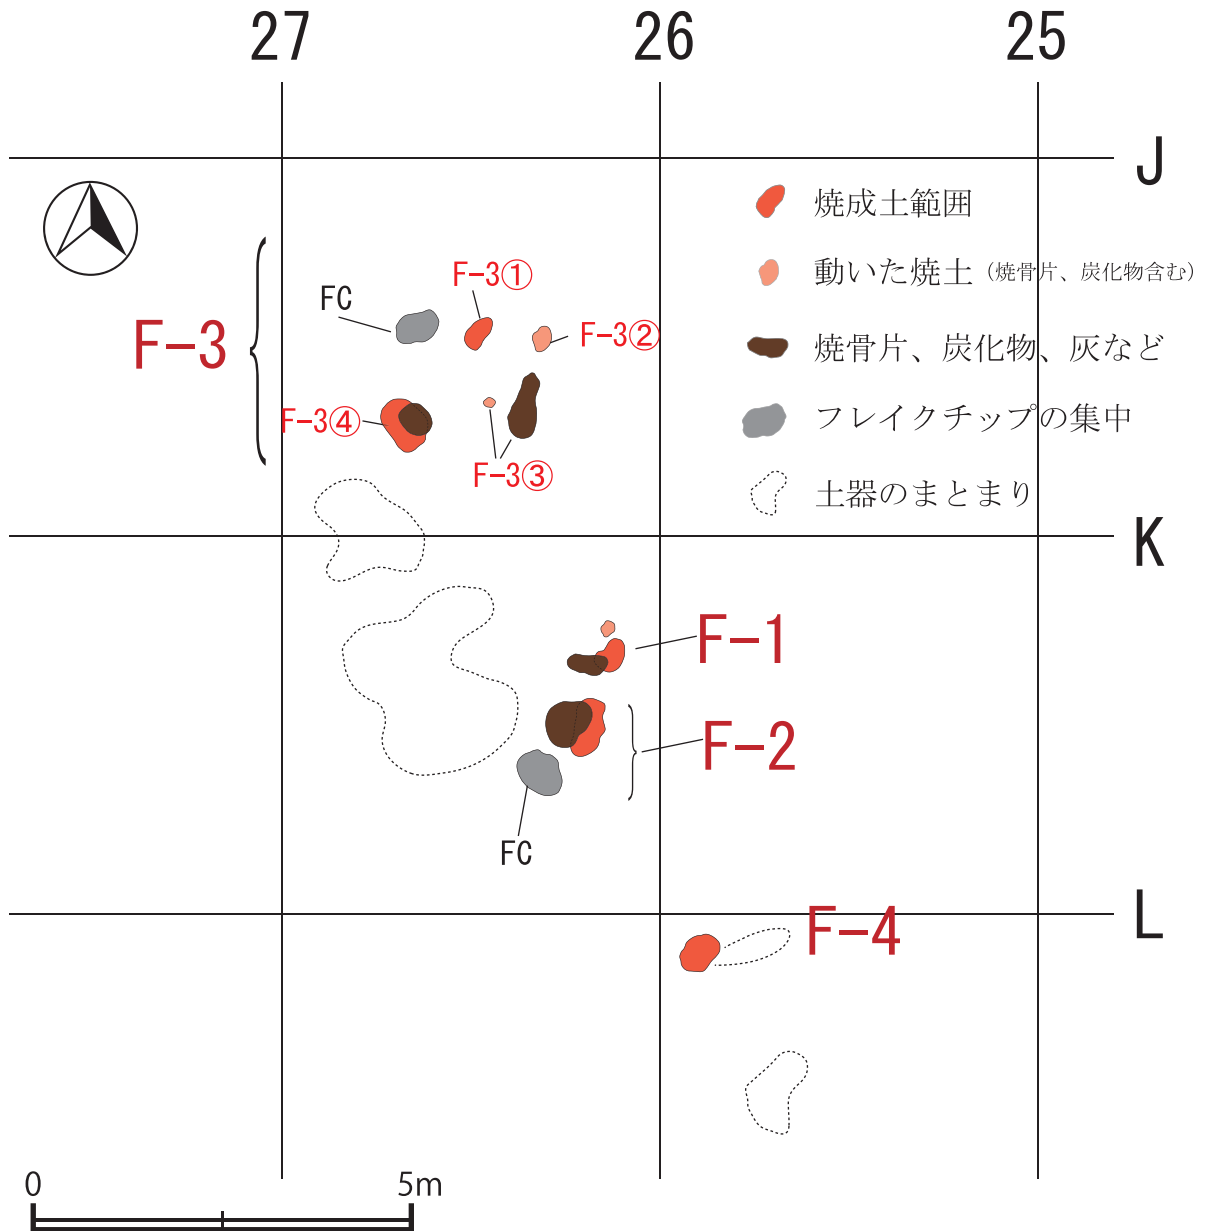 27
26
25
J
焼成土範囲
動いた焼土（焼骨片、炭化物含む）
F-3①
FC
F-3②
F-3
焼骨片、炭化物、灰など
F-3④
フレイクチップの集中
F-3③
土器のまとまり
K
F-1
F-2
FC
L
F-4
0
5m